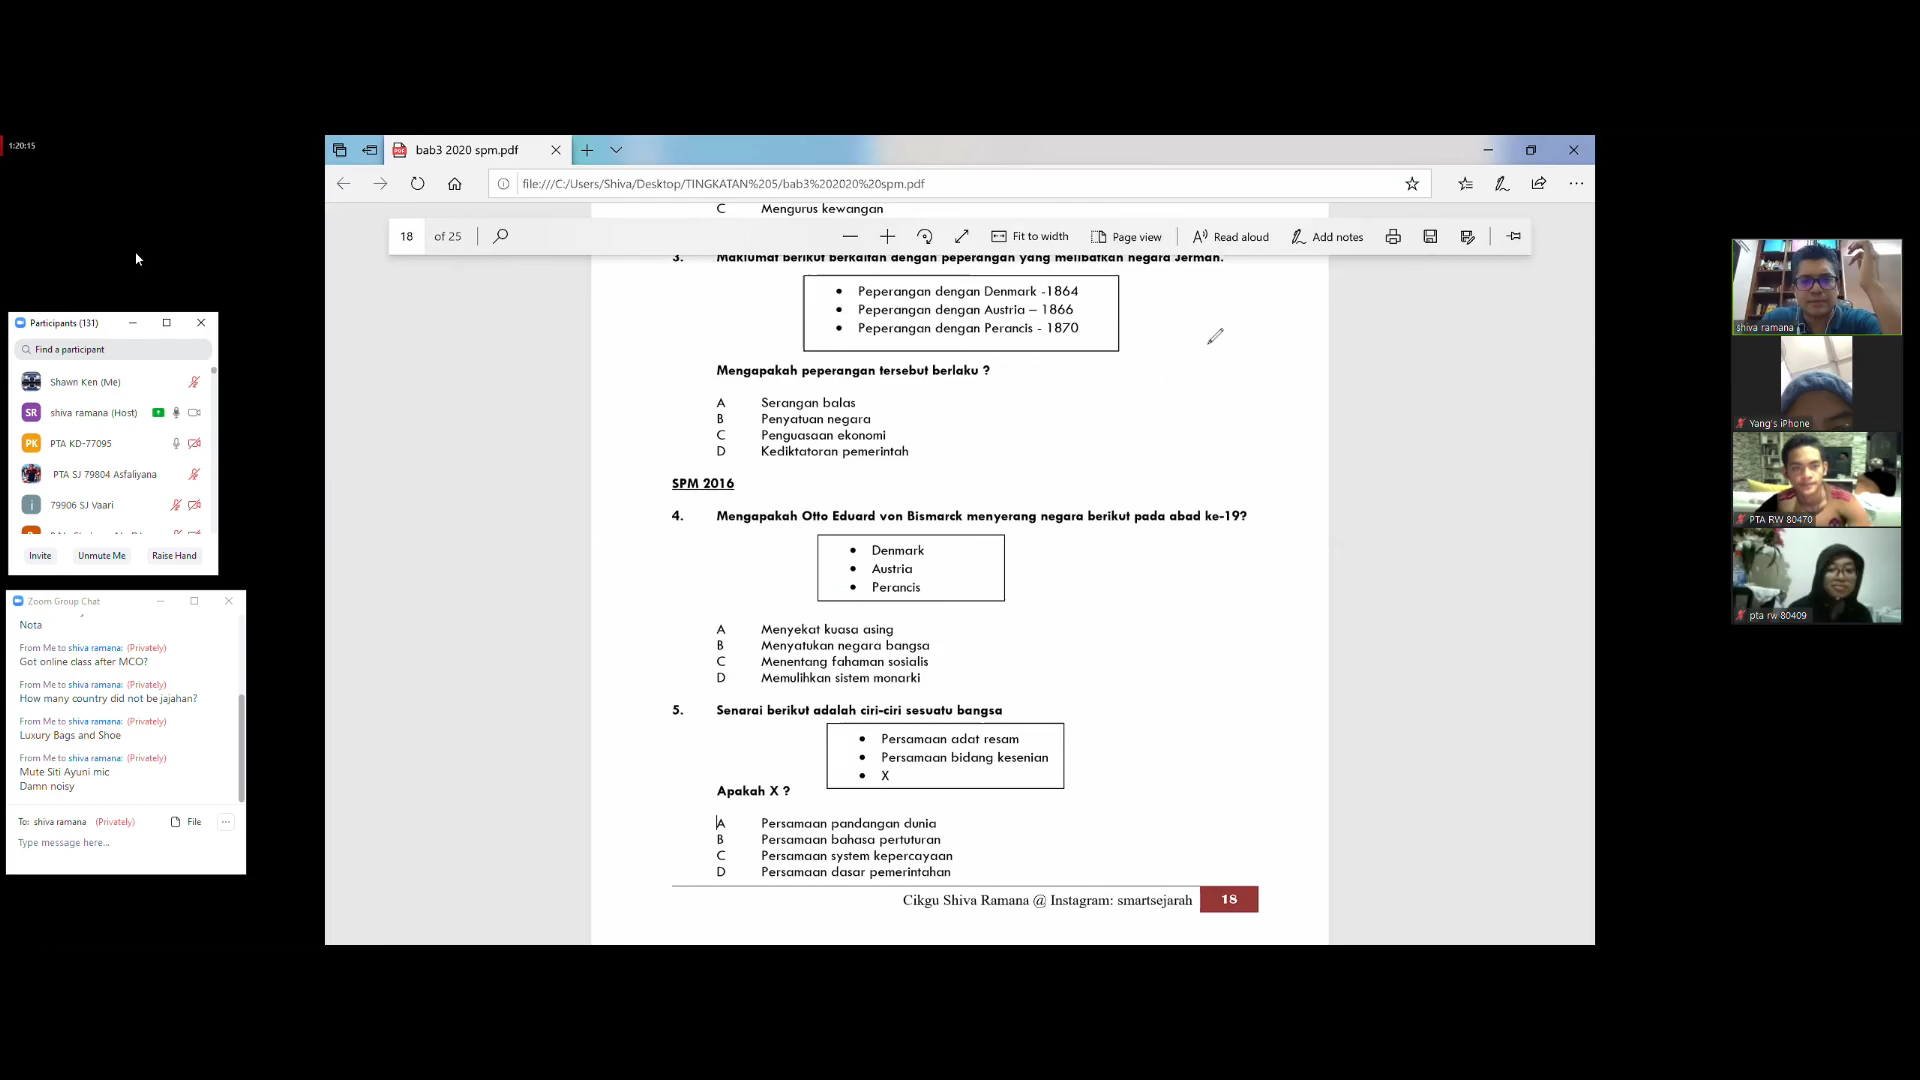 1:20:15
bab3 2020 spm.pdf
file:///C:/Users/Shiva/Desktop/TINGKATAN%205/bab3%202020%20spm.pdf
18 of 25
Fit to width
Page view
Read aloud
Add notes
C Mengurus kewangan
3. Maklumat berikut berkaitan dengan peperangan yang melibatkan negara Jerman.
• Peperangan dengan Denmark -1864
• Peperangan dengan Austria – 1866
• Peperangan dengan Perancis - 1870
Mengapakah peperangan tersebut berlaku ?
A Serangan balas
B Penyatuan negara
C Penguasaan ekonomi
D Kediktatoran pemerintah
SPM 2016
4. Mengapakah Otto Eduard von Bismarck menyerang negara berikut pada abad ke-19?
• Denmark
• Austria
• Perancis
A Menyekat kuasa asing
B Menyatukan negara bangsa
C Menentang fahaman sosialis
D Memulihkan sistem monarki
5. Senarai berikut adalah ciri-ciri sesuatu bangsa
• Persamaan adat resam
• Persamaan bidang kesenian
• X
Apakah X ?
A Persamaan pandangan dunia
B Persamaan bahasa pertuturan
C Persamaan system kepercayaan
D Persamaan dasar pemerintahan
Cikgu Shiva Ramana @ Instagram: smartsejarah 18
Participants (131)
Find a participant
Shawn Ken (Me)
SR shiva ramana (Host)
PK PTA KD-77095
PTA SJ 79804 Asfaliyana
i 79906 SJ Vaari
Invite
Unmute Me
Raise Hand
Zoom Group Chat
Nota
From Me to shiva ramana: (Privately)
Got online class after MCO?
From Me to shiva ramana: (Privately)
How many country did not be jajahan?
From Me to shiva ramana: (Privately)
Luxury Bags and Shoe
From Me to shiva ramana: (Privately)
Mute Siti Ayuni mic
Damn noisy
To: shiva ramana (Privately)
File
Type message here...
shiva ramana
Yang's iPhone
PTA RW 80470
pta rw 80409